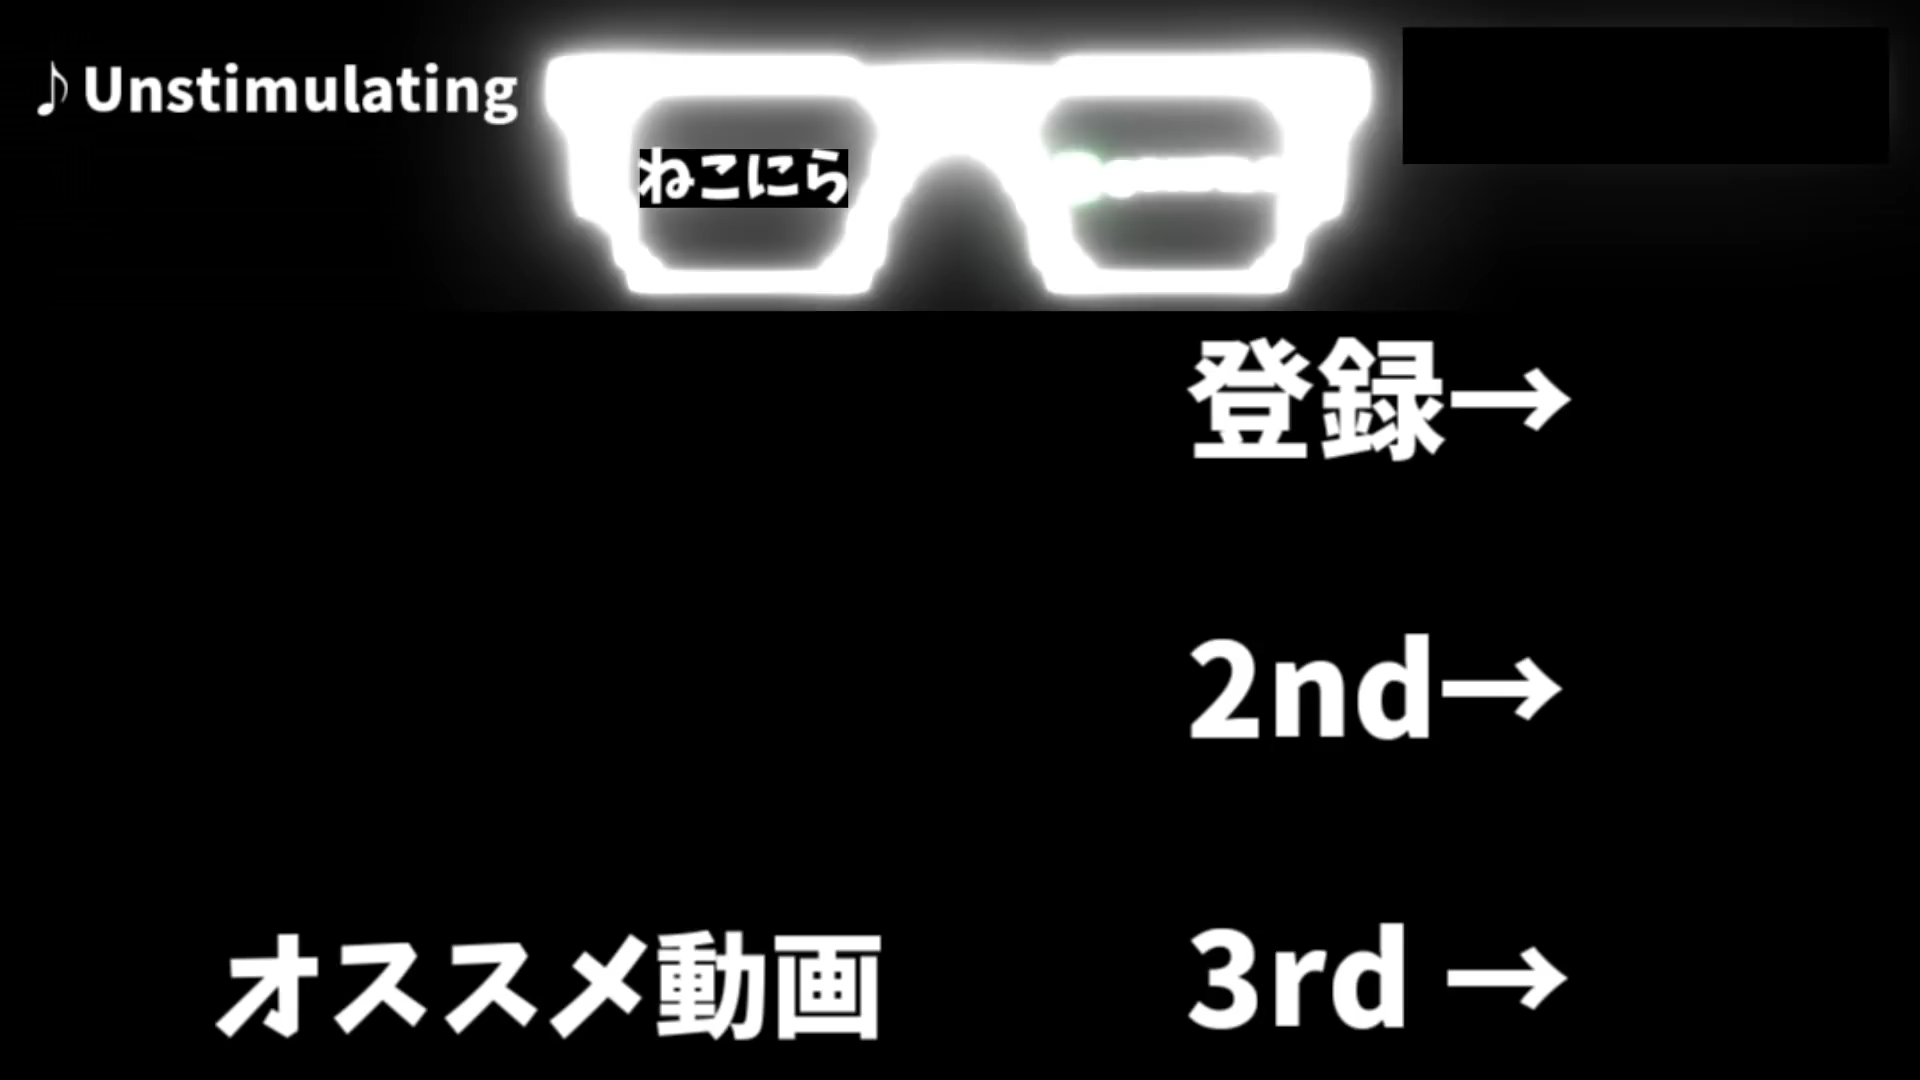 ♪Unstimulating
ねこにら
登録→
2nd→
3rd→
オススメ動画